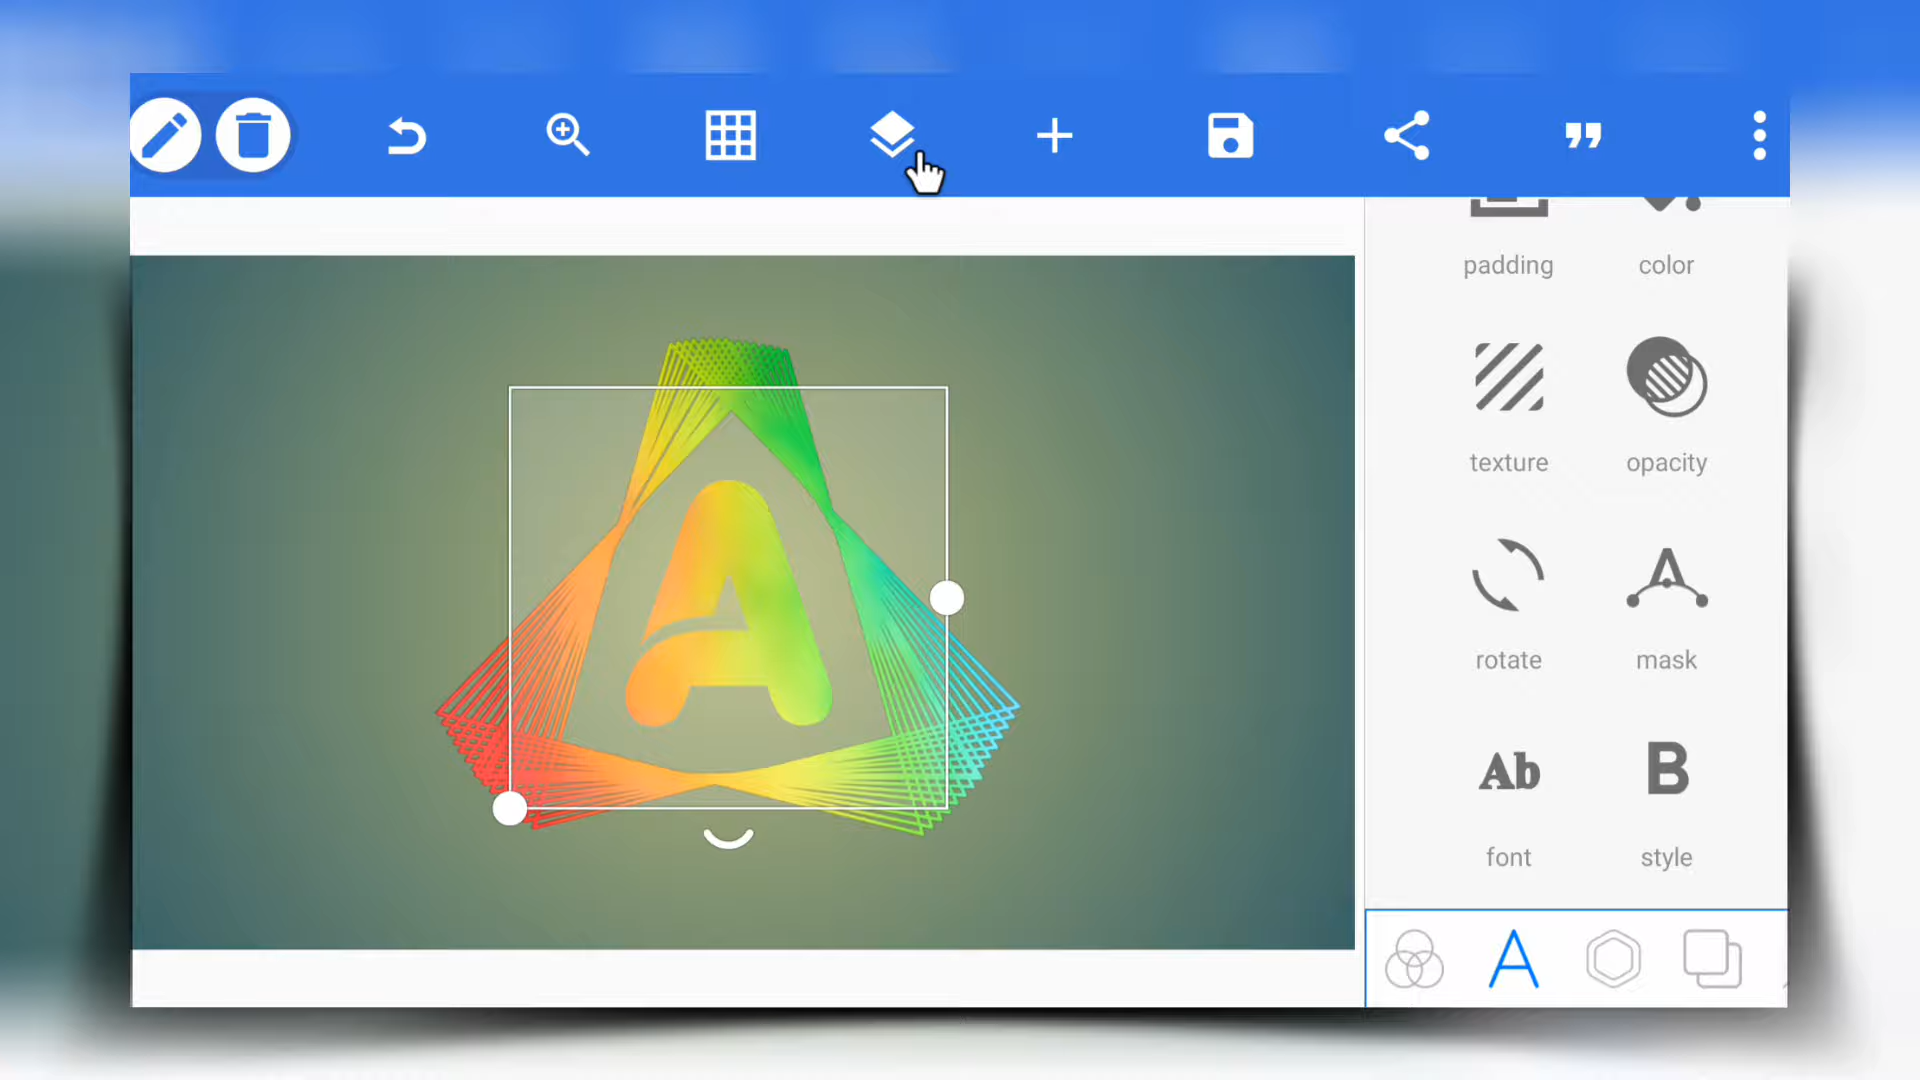 padding color
texture opacity
A
rotate mask
Ab B
font style